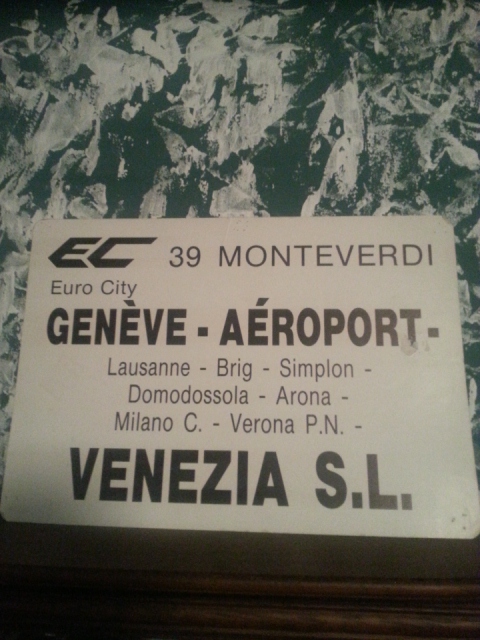 EC 39 MONTEVERDI
Euro City
GENÈVE - AÉROPORT -
Lausanne - Brig - Simplon -
Domodossola - Arona -
Milano C. - Verona P.N. -
VENEZIA S.L.